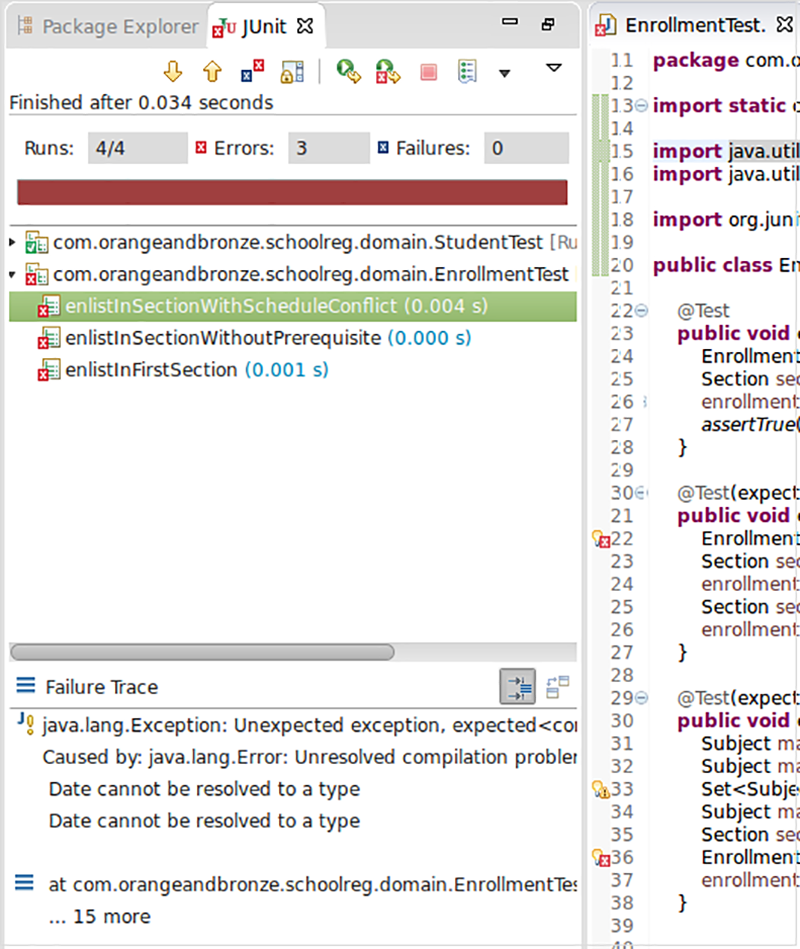 Package Explorer
JUnit
Finished after 0.034 seconds
Runs: 4/4
Errors: 3
Failures: 0
com.orangeandbronze.schoolreg.domain.StudentTest [Ru
com.orangeandbronze.schoolreg.domain.EnrollmentTest
enlistInSectionWithScheduleConflict (0.004 s)
enlistInSectionWithoutPrerequisite (0.000 s)
enlistInFirstSection (0.001 s)
Failure Trace
java.lang.Exception: Unexpected exception, expected<co
Caused by: java.lang.Error: Unresolved compilation proble
Date cannot be resolved to a type
Date cannot be resolved to a type
at com.orangeandbronze.schoolreg.domain.EnrollmentTe
... 15 more
EnrollmentTest.
11 package com.o
12
13 import static
14
15 import java.util
16 import java.util
17
18 import org.juni
19
20 public class En
21
22 @Test
23 public void
24 Enrollment
25 Section sec
26 enrollment
27 assertTrue(
28 }
29
30 @Test(expect
21 public void
22 Enrollment
23 Section sec
24 enrollment
25 Section sec
26 enrollment
27 }
28
29 @Test(expect
30 public void
31 Subject ma
32 Subject ma
33 Set<Subje
34 Subject ma
35 Section sec
36 Enrollment
37 enrollment
38 }
39